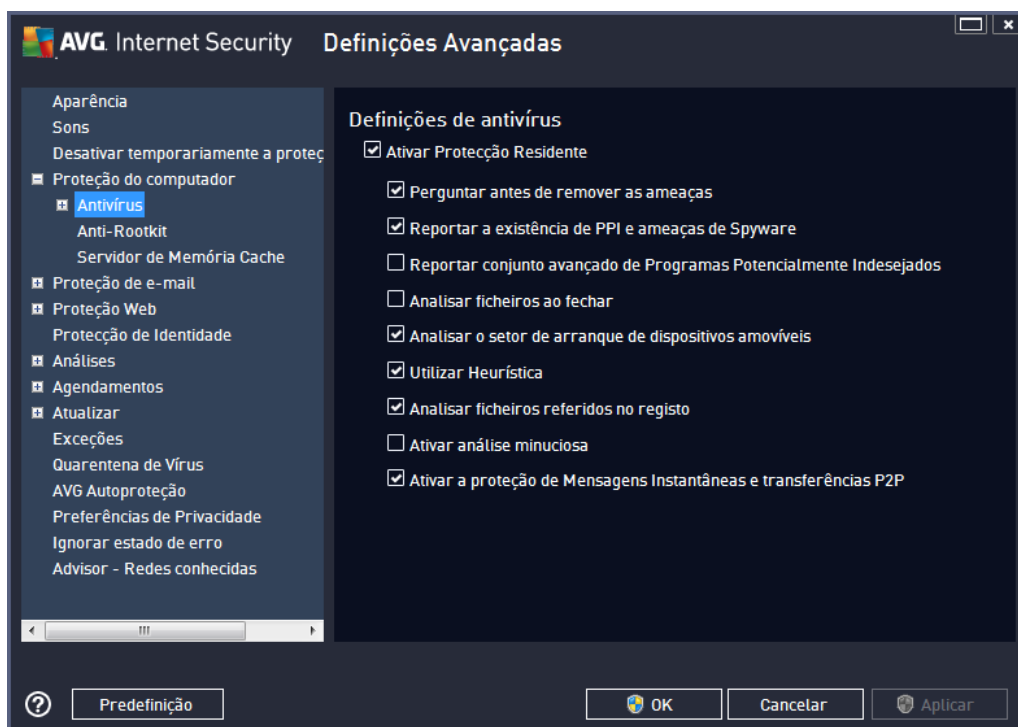 AVG. Internet Security Definições Avançadas
Aparência
Sons
Desativar temporariamente a proteç
Proteção do computador
Antivírus
Anti-Rootkit
Servidor de Memória Cache
Proteção de e-mail
Proteção Web
Protecção de Identidade
Análises
Agendamentos
Atualizar
Exceções
Quarentena de Vírus
AVG Autoproteção
Preferências de Privacidade
Ignorar estado de erro
Advisor - Redes conhecidas
Definições de antivírus
Ativar Protecção Residente
Perguntar antes de remover as ameaças
Reportar a existência de PPI e ameaças de Spyware
Reportar conjunto avançado de Programas Potencialmente Indesejados
Analisar ficheiros ao fechar
Analisar o setor de arranque de dispositivos amovíveis
Utilizar Heurística
Analisar ficheiros referidos no registo
Ativar análise minuciosa
Ativar a proteção de Mensagens Instantâneas e transferências P2P
? Predefinição OK Cancelar Aplicar